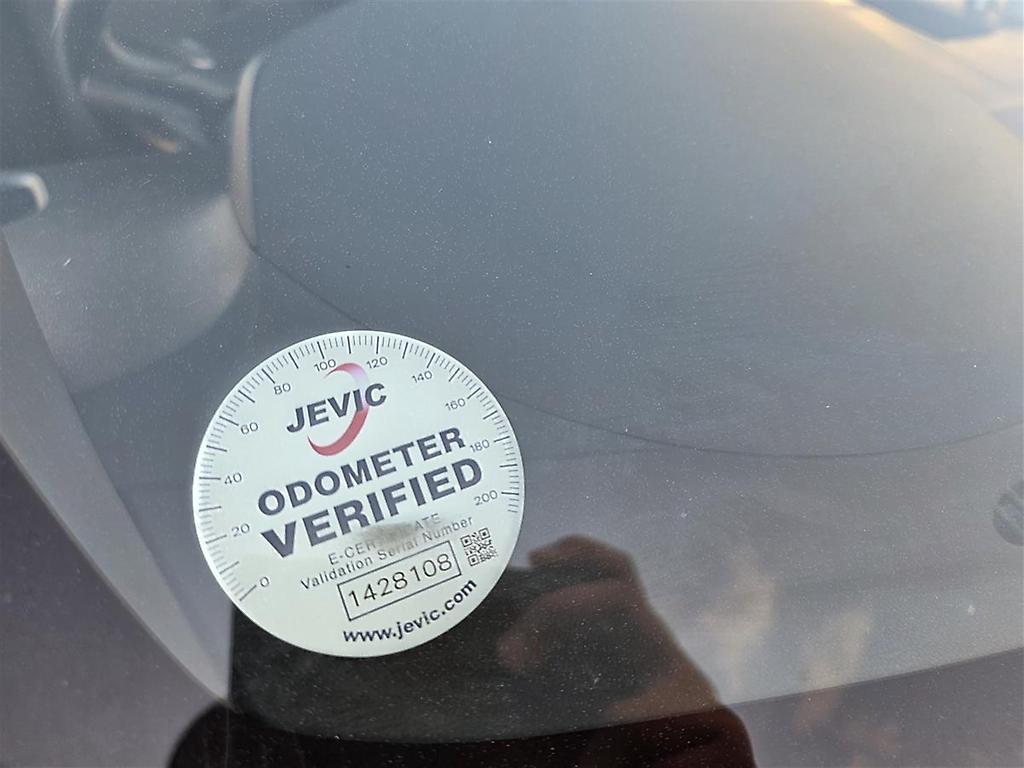 0 20 40 60 80 100 120 140 160 180 200
JEVIC
ODOMETER
VERIFIED
E-CERTIFICATE
Validation Serial Number
1428108
www.jevic.com